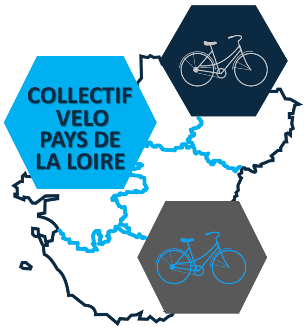 COLLECTIF
VELO
PAYS DE
LA LOIRE